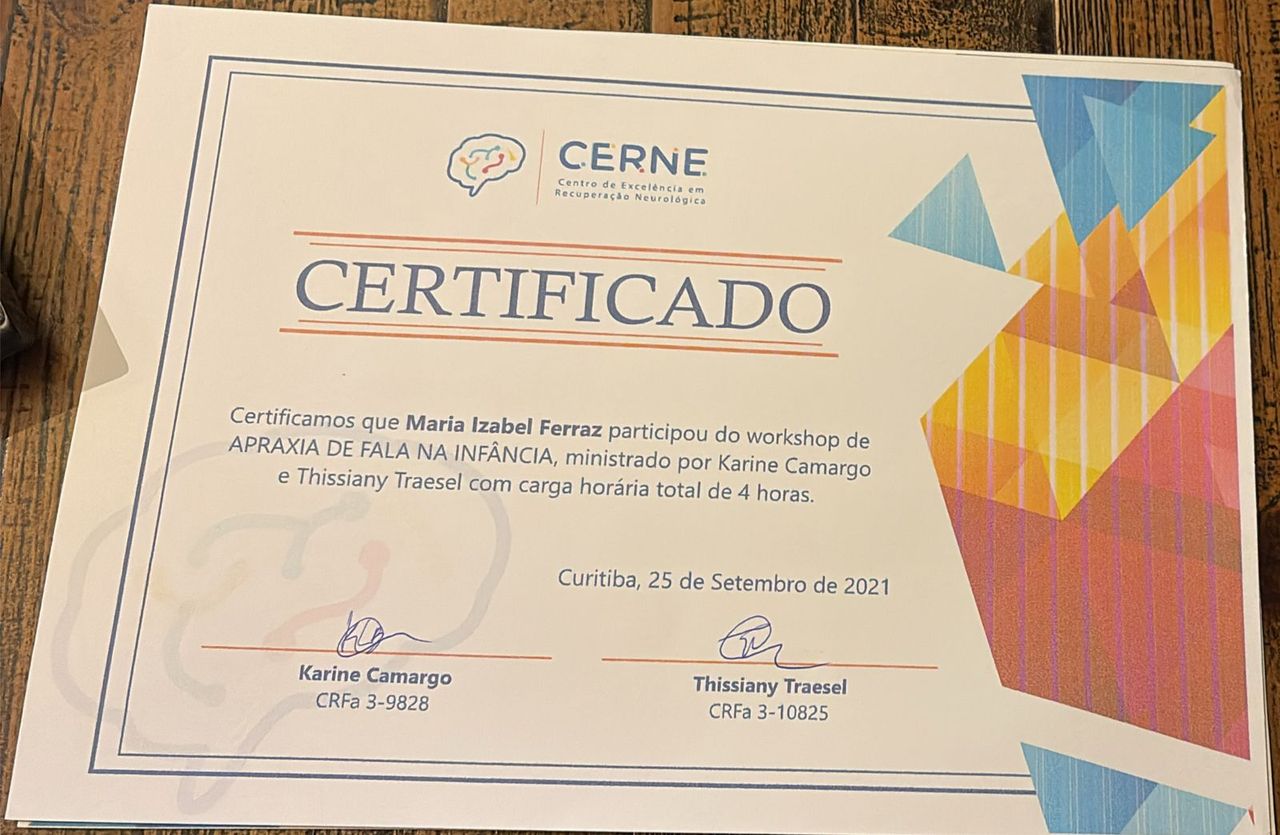 CERNE
Centro de Excelência em
Recuperação Neurológica
CERTIFICADO
Certificamos que Maria Izabel Ferraz participou do workshop de
APRAXIA DE FALA NA INFÂNCIA, ministrado por Karine Camargo
e Thissiany Traesel com carga horária total de 4 horas.
Curitiba, 25 de Setembro de 2021
Karine Camargo
CRFa 3-9828
Thissiany Traesel
CRFa 3-10825